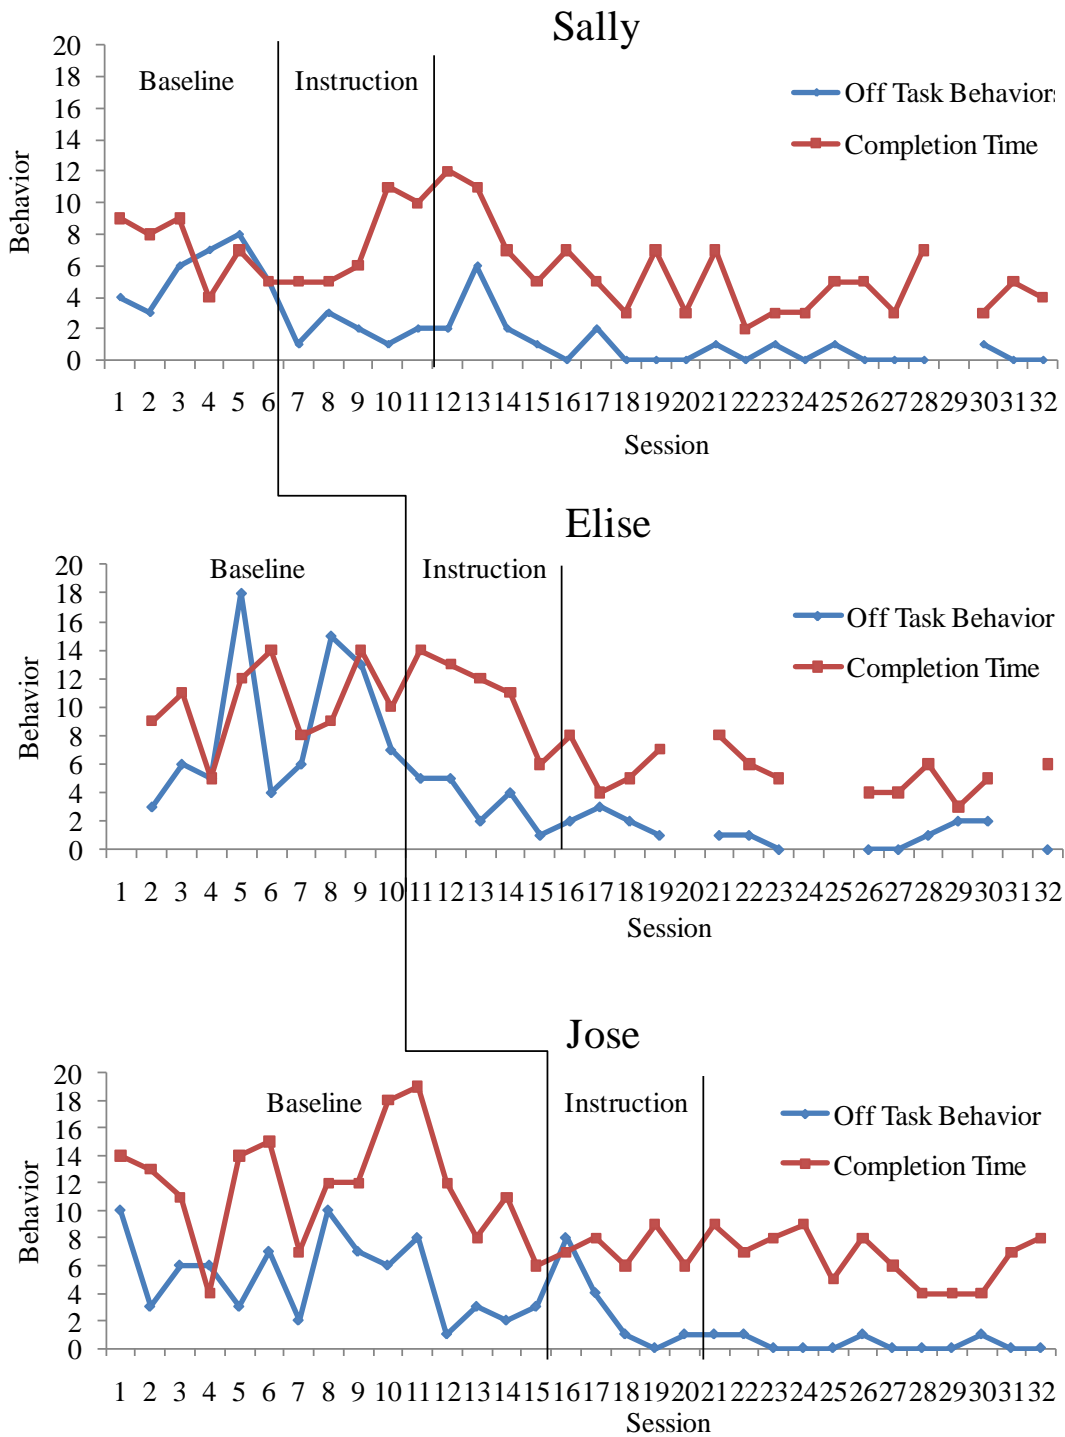 Sally
20
18
16
14
12
10
8
6
4
2
0
Behavior
Baseline
Instruction
Off Task Behaviors
Completion Time
1 2 3 4 5 6 7 8 9 10 11 12 13 14 15 16 17 18 19 20 21 22 23 24 25 26 27 28 29 30 31 32
Session
Elise
20
18
16
14
12
10
8
6
4
2
0
Behavior
Baseline
Instruction
Off Task Behavior
Completion Time
1 2 3 4 5 6 7 8 9 10 11 12 13 14 15 16 17 18 19 20 21 22 23 24 25 26 27 28 29 30 31 32
Session
Jose
20
18
16
14
12
10
8
6
4
2
0
Behavior
Baseline
Instruction
Off Task Behavior
Completion Time
1 2 3 4 5 6 7 8 9 10 11 12 13 14 15 16 17 18 19 20 21 22 23 24 25 26 27 28 29 30 31 32
Session